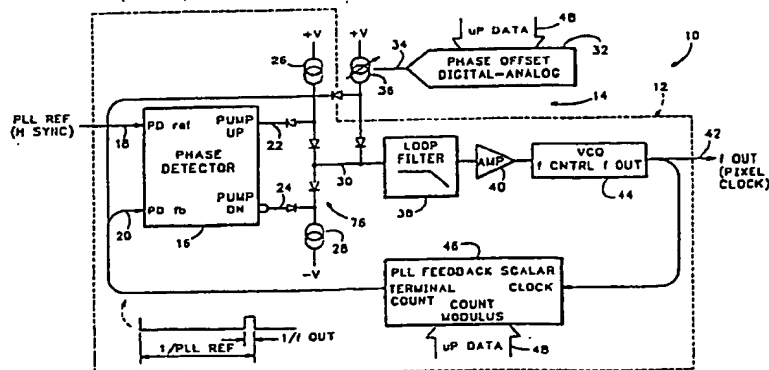 48
uP DATA
10
+V
+V
34
32
26
36
PHASE OFFSET
DIGITAL-ANALOG
14
12
PLL REF
(H SYNC)
18
PD ref
PUMP
UP
22
PHASE
DETECTOR
30
LOOP
FILTER
38
AMP
40
VCO
f CNTRL f OUT
44
42
f OUT
(PIXEL
CLOCK)
24
PD fb
PUMP
DN
20
16
76
28
-V
46
PLL FEEDBACK SCALAR
TERMINAL
COUNT
CLOCK
COUNT
MODULUS
1/f OUT
1/PLL REF
uP DATA
48